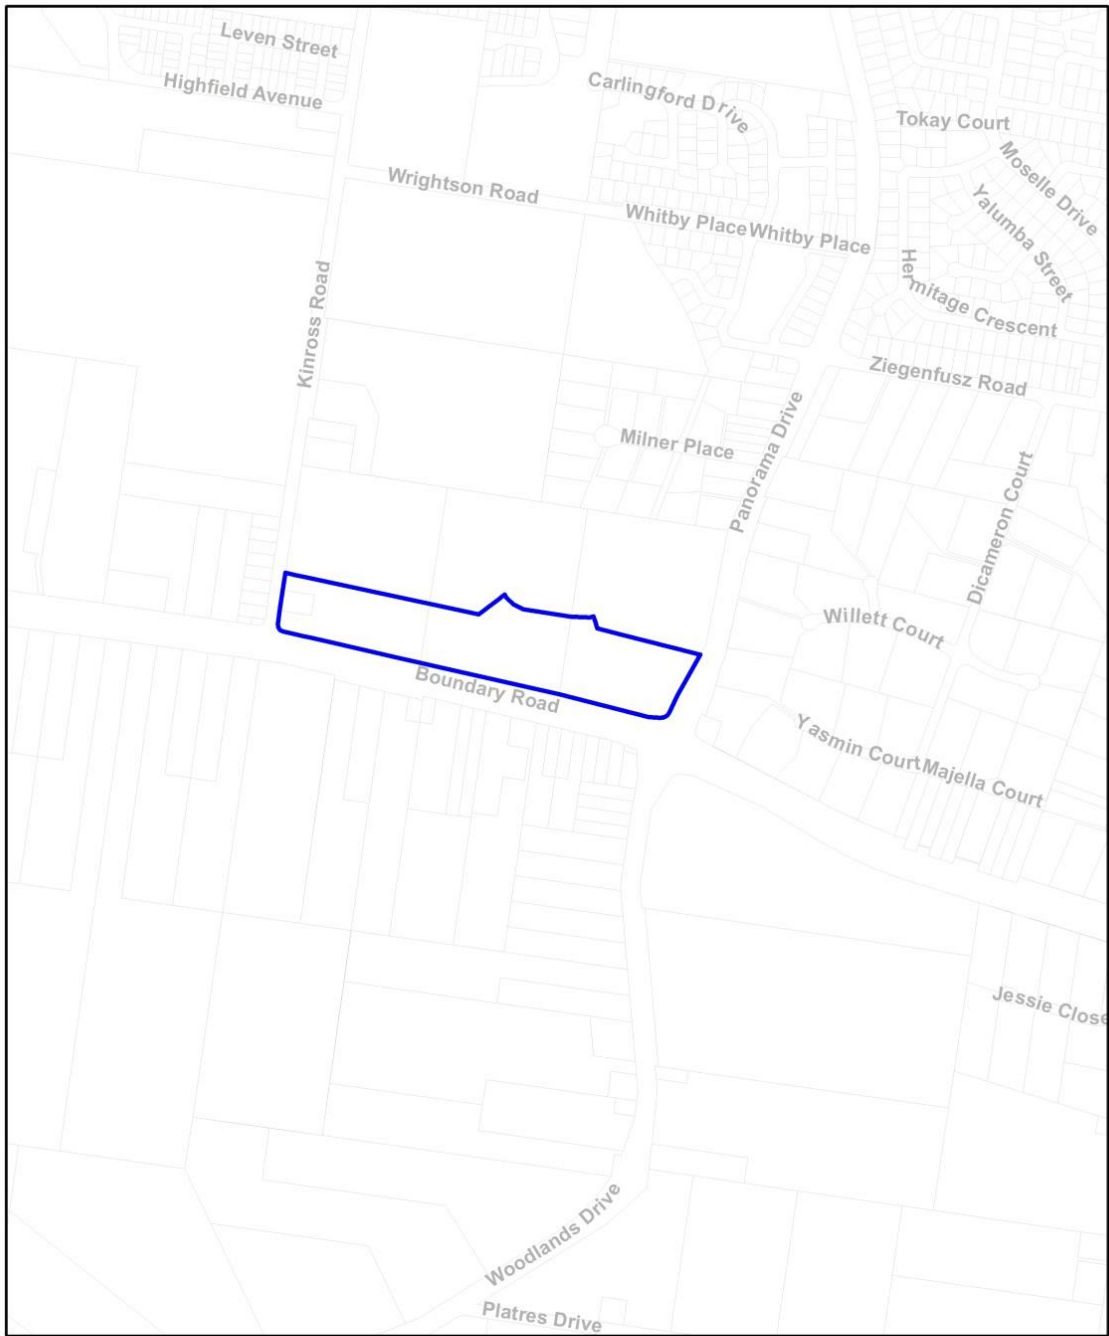 Leven Street
Highfield Avenue
Carlingford Drive
Tokay Court
Moselle Drive
Wrightson Road
Yalumba Street
Whitby Place
Whitby Place
Hermitage Crescent
Kinross Road
Ziegenfusz Road
Panorama Drive
Milner Place
Dicameron Court
Willett Court
Boundary Road
Yasmin Court
Majella Court
Jessie Close
Woodlands Drive
Platres Drive